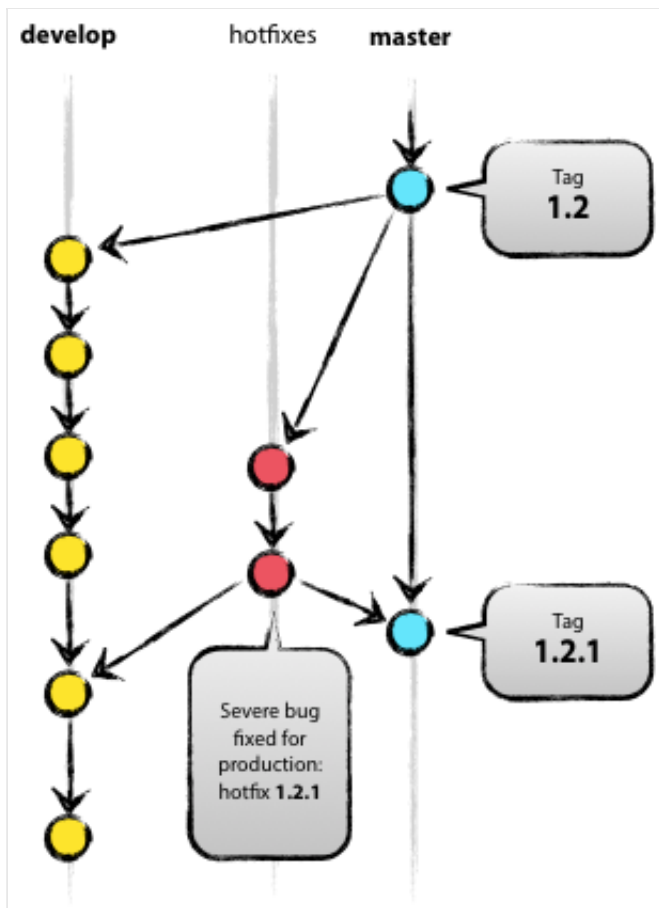 develop
hotfixes
master
Tag
1.2
Tag
1.2.1
Severe bug
fixed for
production:
hotfix 1.2.1